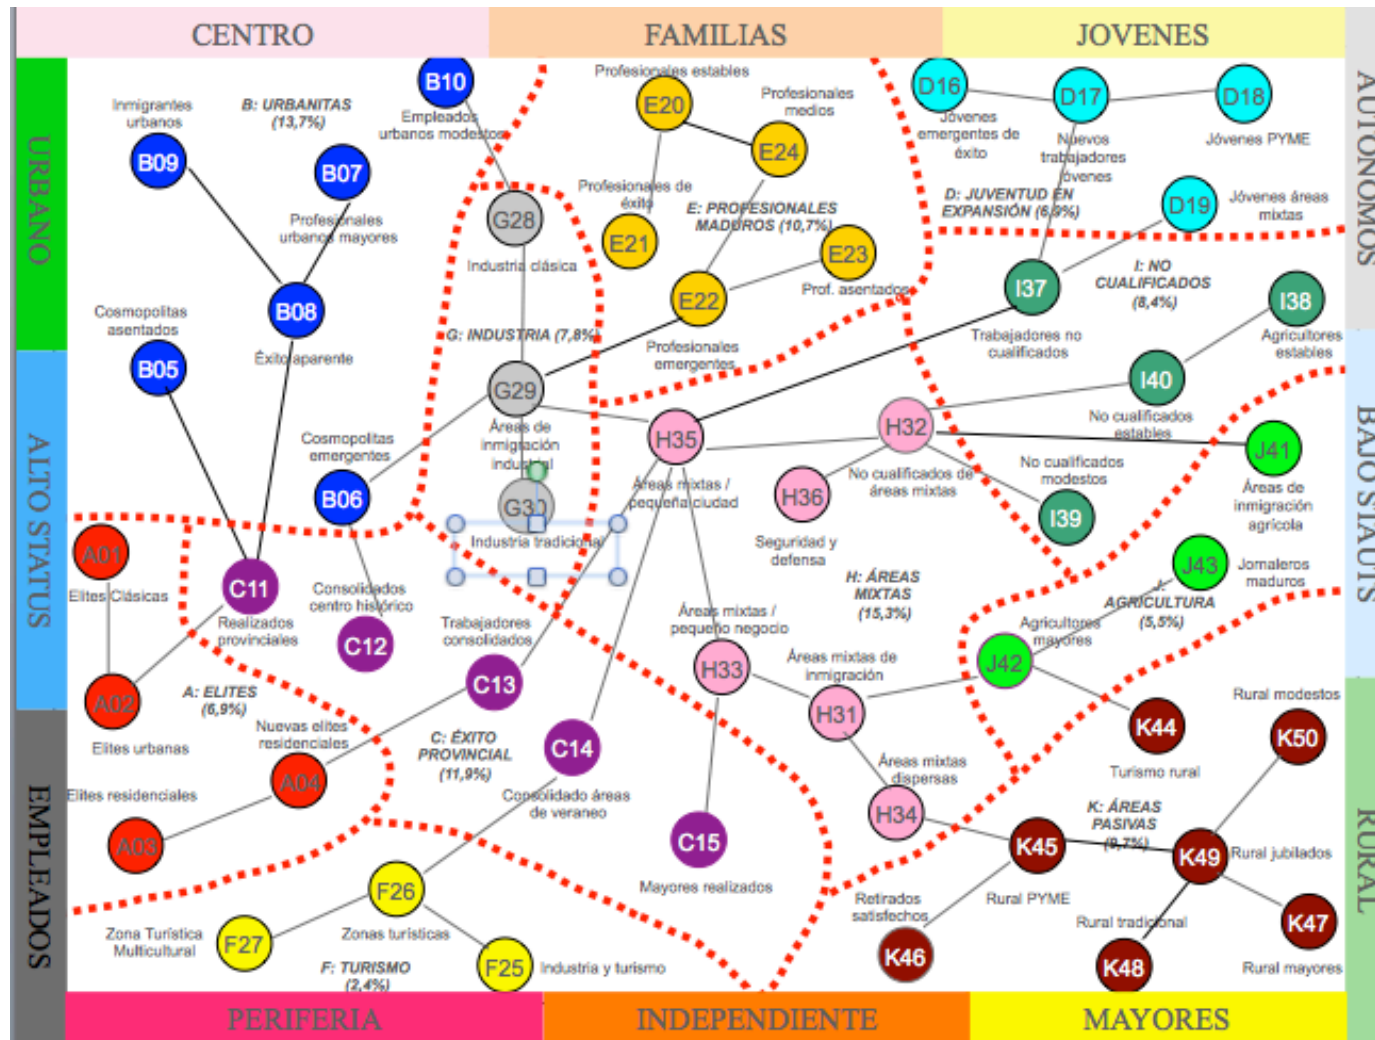 CENTRO
FAMILIAS
JOVENES
AUTONOMOS
BAJO STAUTS
RURAL
URBANO
ALTO STATUS
EMPLEADOS
PERIFERIA
INDEPENDIENTE
MAYORES
Inmigrantes
urbanos
B09
B: URBANITAS
(13,7%)
B07
Profesionales
urbanos mayores
B10
Empleados
urbanos modestos
B08
Éxito aparente
Cosmopolitas
asentados
B05
Cosmopolitas
emergentes
B06
G28
Industria clásica
G: INDUSTRIA (7,8%)
G29
Áreas de
inmigración
industrial
G30
Industria tradicional
Profesionales estables
E20
Profesionales
medios
E24
Profesionales de
éxito
E21
E: PROFESIONALES
MADUROS (10,7%)
E23
Prof. asentados
E22
Profesionales
emergentes
D16
Jóvenes
emergentes de
éxito
D17
Nuevos
trabajadores
jóvenes
D18
Jóvenes PYME
D: JUVENTUD EN
EXPANSIÓN (6,9%)
D19
Jóvenes áreas
mixtas
I37
Trabajadores no
cualificados
I: NO
CUALIFICADOS
(8,4%)
I38
Agricultores
estables
I40
No cualificados
estables
No cualificados
modestos
I39
H35
Áreas mixtas /
pequeña ciudad
H32
No cualificados de
áreas mixtas
H36
Seguridad y
defensa
H: ÁREAS
MIXTAS
(15,3%)
Áreas mixtas /
pequeño negocio
H33
Áreas mixtas de
inmigración
H31
Áreas mixtas
dispersas
H34
J41
Áreas de
inmigración
agrícola
J43
Jornaleros
maduros
J:
AGRICULTURA
(5,5%)
Agricultores
mayores
J42
A01
Elites Clásicas
A02
Elites urbanas
A: ELITES
(6,9%)
Nuevas elites
residenciales
A04
Elites residenciales
A03
C11
Realizados
provinciales
Consolidados
centro histórico
C12
Trabajadores
consolidados
C13
C: ÉXITO
PROVINCIAL
(11,9%)
C14
Consolidado áreas
de veraneo
C15
Mayores realizados
F26
Zonas turísticas
F27
Zona Turística
Multicultural
F25
Industria y turismo
F: TURISMO
(2,4%)
K44
Turismo rural
Rural modestos
K50
K: ÁREAS
PASIVAS
(9,7%)
K45
Rural PYME
K49
Rural jubilados
Retirados
satisfechos
K46
Rural tradicional
K48
K47
Rural mayores